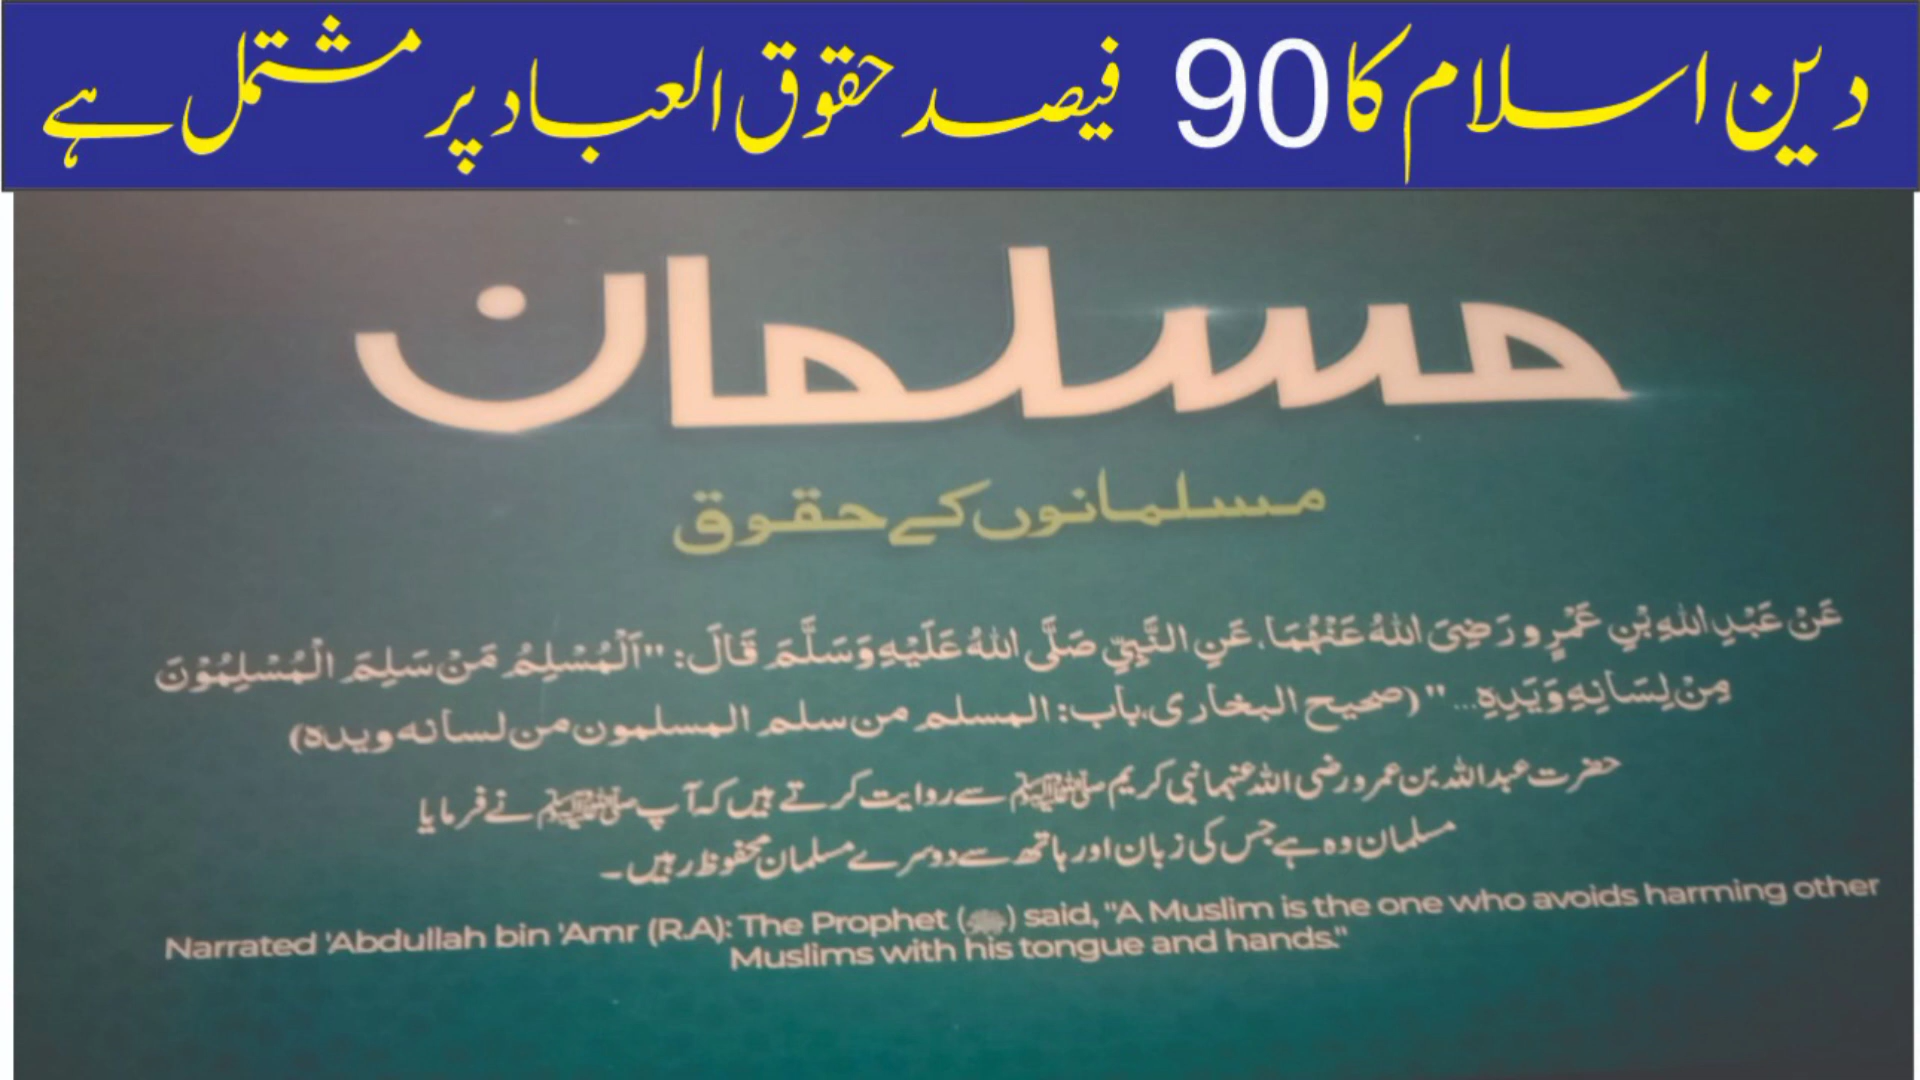 دین اسلام کا 90 فیصد حقوق العباد پر مشتمل ہے
مسلمان
مسلمانوں کے حقوق
عَنْ عَبْدِ اللهِ بْنِ عَمْرٍو رَضِیَ اللهُ عَنْهُمَا، عَنِ النَّبِيِّ صَلَّى اللهُ عَلَيْهِ وَسَلَّمَ قَالَ: "اَلْمُسْلِمُ مَنْ سَلِمَ الْمُسْلِمُوْنَ
مِنْ لِسَانِهِ وَيَدِهِ..." (صحیح البخاری، باب: المسلم من سلم المسلمون من لسانه ویده)
حضرت عبداللہ بن عمرو رضی اللہ عنہما نبی کریم ﷺ سے روایت کرتے ہیں کہ آپ ﷺ نے فرمایا
مسلمان وہ ہے جس کی زبان اور ہاتھ سے دوسرے مسلمان محفوظ رہیں۔
Narrated 'Abdullah bin 'Amr (R.A): The Prophet (ﷺ) said, "A Muslim is the one who avoids harming other
Muslims with his tongue and hands."